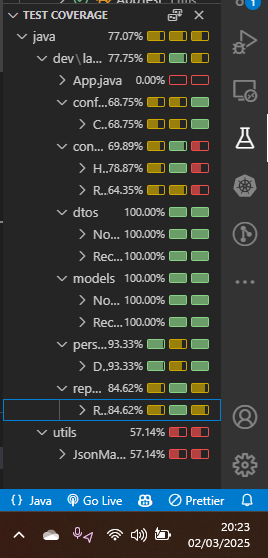 TEST COVERAGE
java 77.07%
dev\la... 77.75%
App.java 0.00%
conf... 68.75%
C... 68.75%
con... 69.89%
H... 78.87%
R... 64.35%
dtos 100.00%
No... 100.00%
Rec... 100.00%
models 100.00%
No... 100.00%
Rec... 100.00%
pers... 93.33%
D... 93.33%
rep... 84.62%
R... 84.62%
utils 57.14%
JsonMa... 57.14%
{} Java Go Live Prettier
20:23
02/03/2025